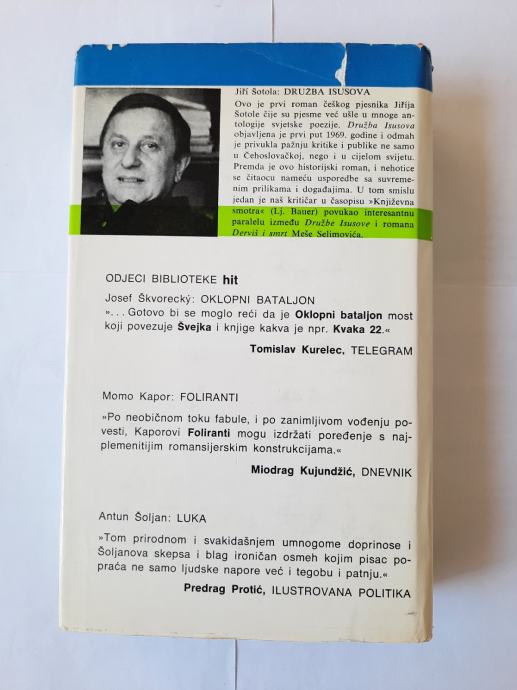 Jiří Šotola: DRUŽBA ISUSOVA
Ovo je prvi roman češkog pjesnika Jiříja
Šotole čije su pjesme već ušle u mnoge an-
tologije svjetske poezije. Družba Isusova
objavljena je prvi put 1969. godine i odmah
je privukla pažnju kritike i publike ne samo
u Čehoslovačkoj, nego i u cijelom svijetu.
Premda je ovo historijski roman, i nehotice
se čitaocu nameću usporedbe sa suvreme-
nim prilikama i događajima. U tom smislu
jedan je naš kritičar u časopisu »Književna
smotra« (Lj. Bauer) povukao interesantnu
paralelu između Družbe Isusove i romana
Derviš i smrt Meše Selimovića.
ODJECI BIBLIOTEKE hit
Josef Škvorecký: OKLOPNI BATALJON
»... Gotovo bi se moglo reći da je Oklopni bataljon most
koji povezuje Švejka i knjige kakva je npr. Kvaka 22.«
Tomislav Kurelec, TELEGRAM
Momo Kapor: FOLIRANTI
»Po neobičnom toku fabule, i po zanimljivom vođenju po-
vesti, Kaporovi Foliranti mogu izdržati poređenje s naj-
plemenitijim romansijerskim konstrukcijama.«
Miodrag Kujundžić, DNEVNIK
Antun Šoljan: LUKA
»Tom prirodnom i svakidašnjem umnogome doprinose i
Šoljanova skepsa i blag ironičan osmeh kojim pisac po-
praća ne samo ljudske napore već i tegobu i patnju.«
Predrag Protić, ILUSTROVANA POLITIKA